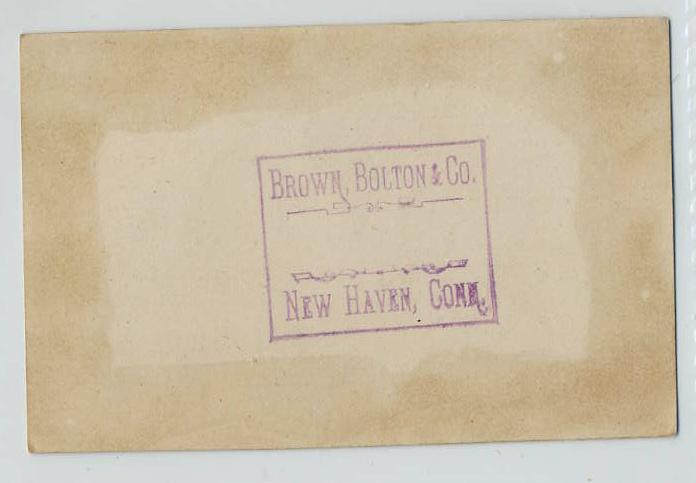 BROWN, BOLTON & CO.
NEW HAVEN, CONN.